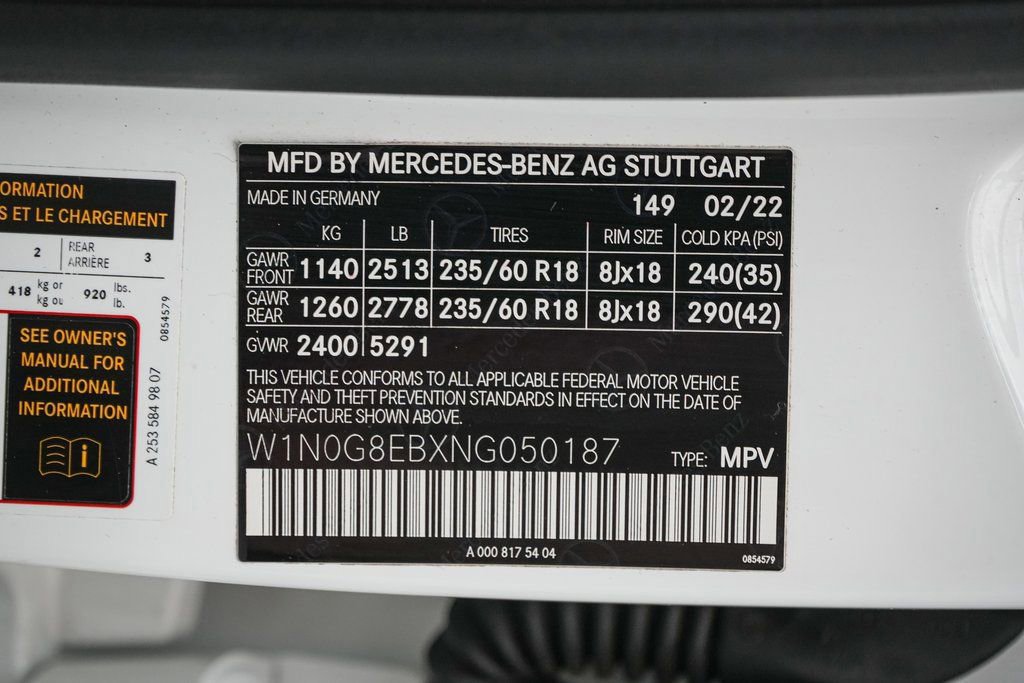 ORMATION
S ET LE CHARGEMENT
2 REAR ARRIÈRE 3
418 kg or kg ou 920 lbs. lb.
SEE OWNER'S
MANUAL FOR
ADDITIONAL
INFORMATION
i
A 253 584 98 07
0854579
MFD BY MERCEDES-BENZ AG STUTTGART
MADE IN GERMANY 149 02/22
KG LB TIRES RIM SIZE COLD KPA (PSI)
GAWR FRONT 1140 2513 235/60 R18 8Jx18 240(35)
GAWR REAR 1260 2778 235/60 R18 8Jx18 290(42)
GVWR 2400 5291
THIS VEHICLE CONFORMS TO ALL APPLICABLE FEDERAL MOTOR VEHICLE
SAFETY AND THEFT PREVENTION STANDARDS IN EFFECT ON THE DATE OF
MANUFACTURE SHOWN ABOVE.
W1N0G8EBXNG050187 TYPE: MPV
A 000 817 54 04
0854579